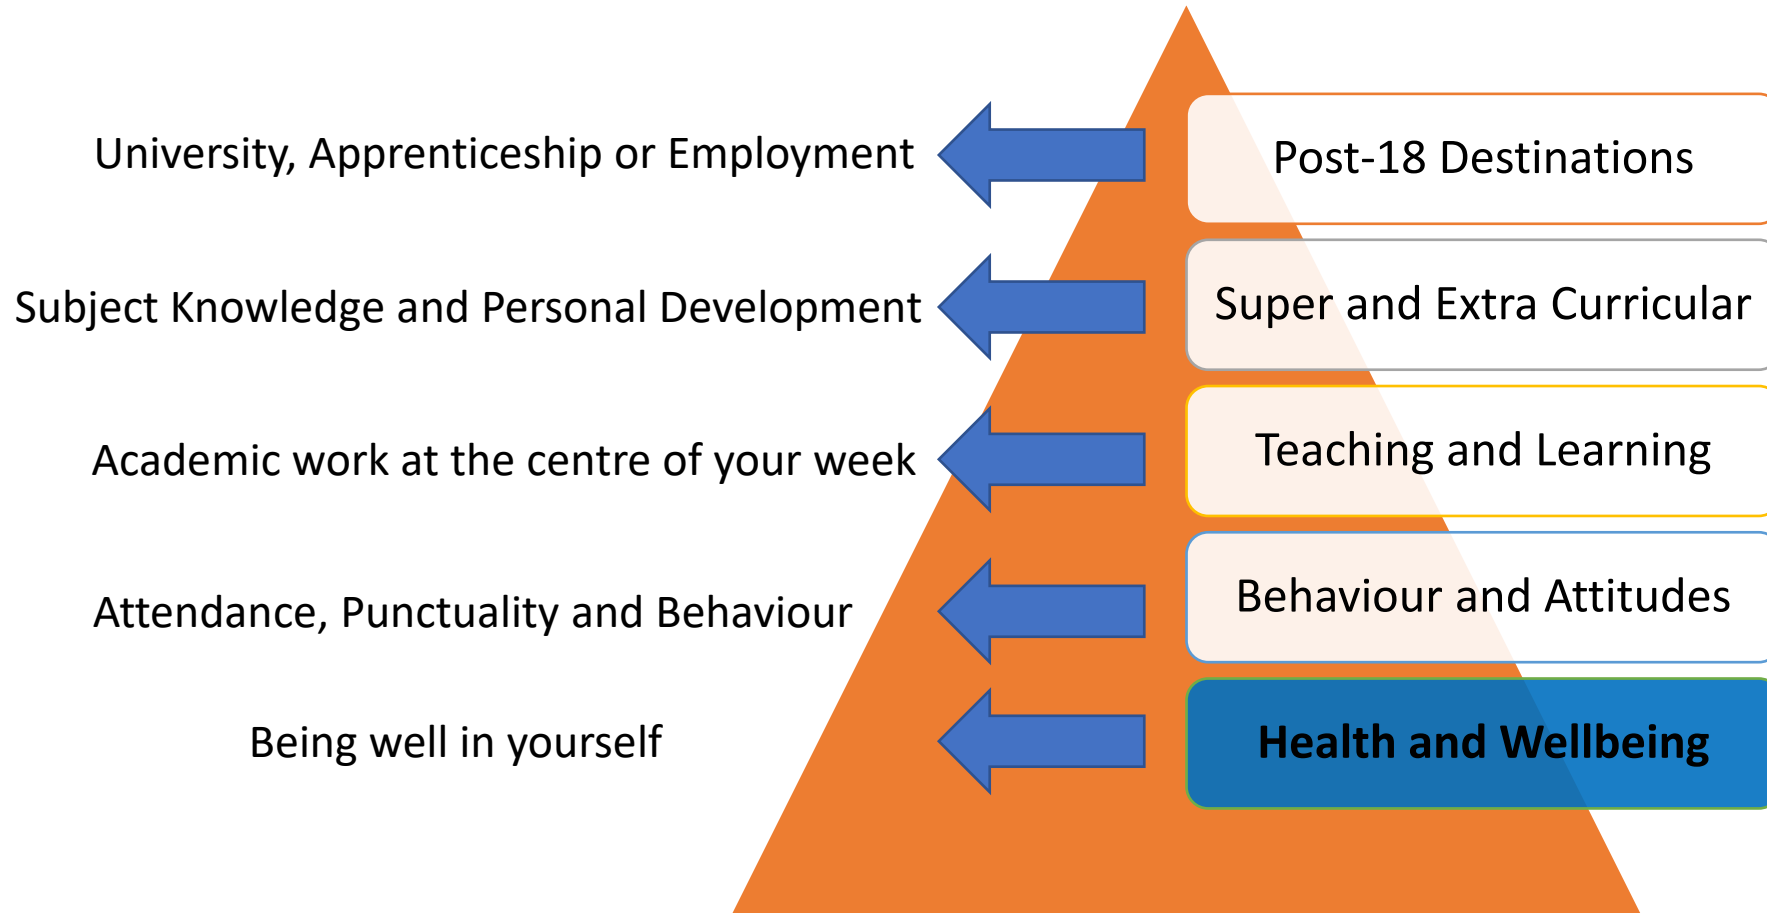 University, Apprenticeship or Employment
Post-18 Destinations
Subject Knowledge and Personal Development
Super and Extra Curricular
Academic work at the centre of your week
Teaching and Learning
Attendance, Punctuality and Behaviour
Behaviour and Attitudes
Being well in yourself
Health and Wellbeing